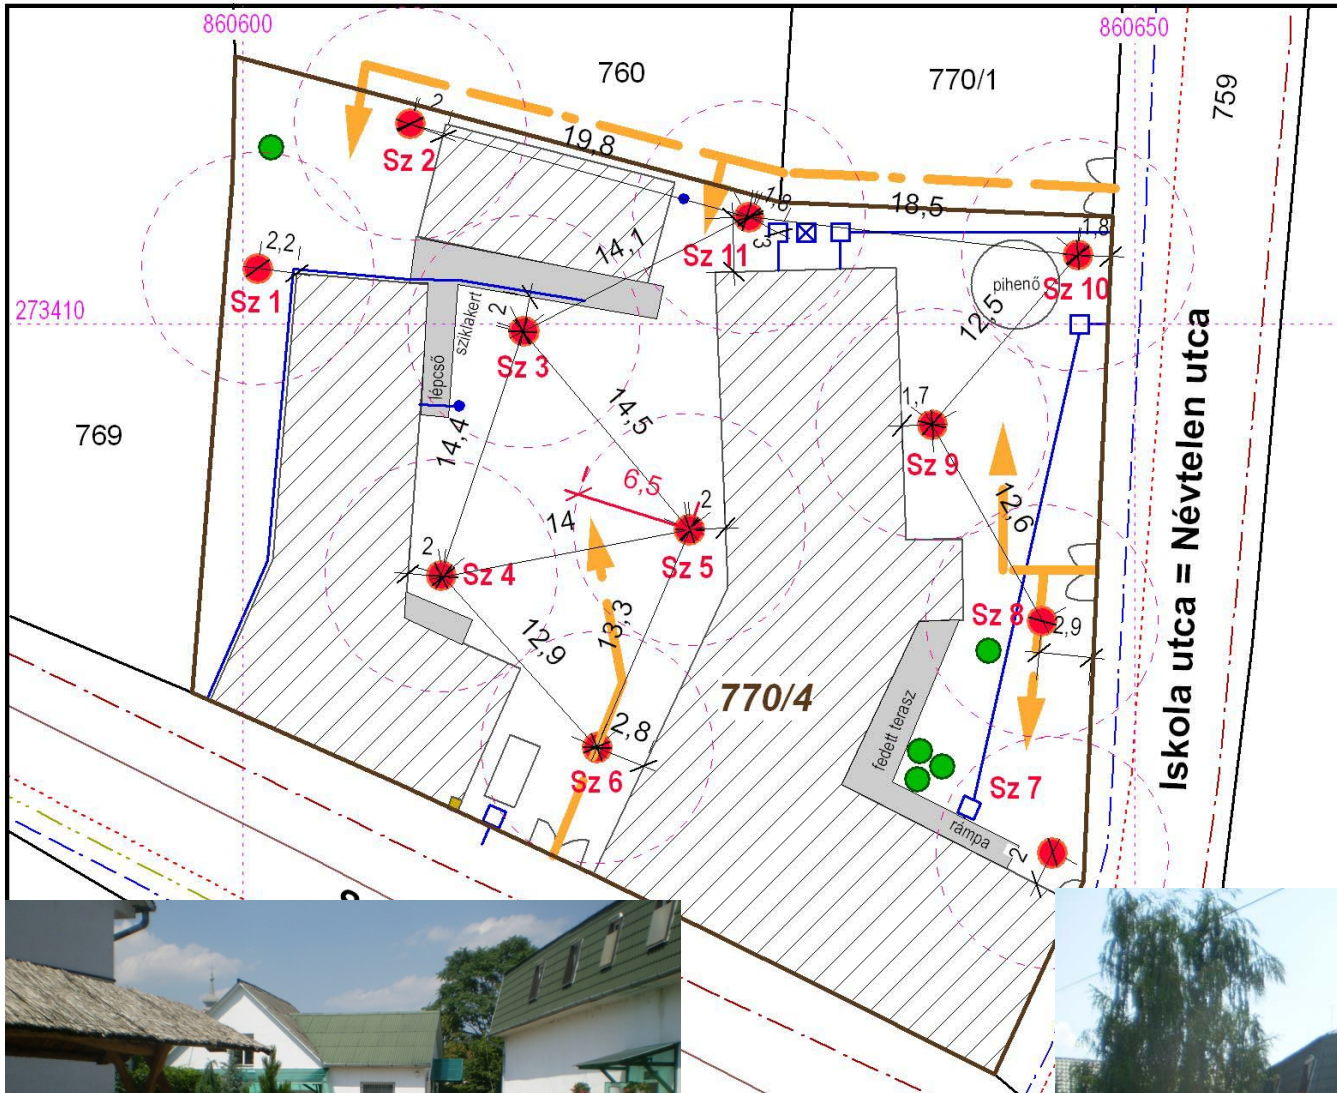 860600
860650
760
770/1
759
2
19,8
Sz 2
1,8
18,5
1,8
14,1
3
Sz 11
2,2
Sz 1
pihenő
Sz 10
273410
sziklakert
2
12,5
Sz 3
lépcső
1,7
14,5
769
14,4
Sz 9
6,5
2
12,6
14
2
Sz 5
Sz 4
Sz 8
2,9
13,3
12,9
770/4
fedett terasz
2,8
Sz 6
Sz 7
rámpa
2
Iskola utca = Névtelen utca